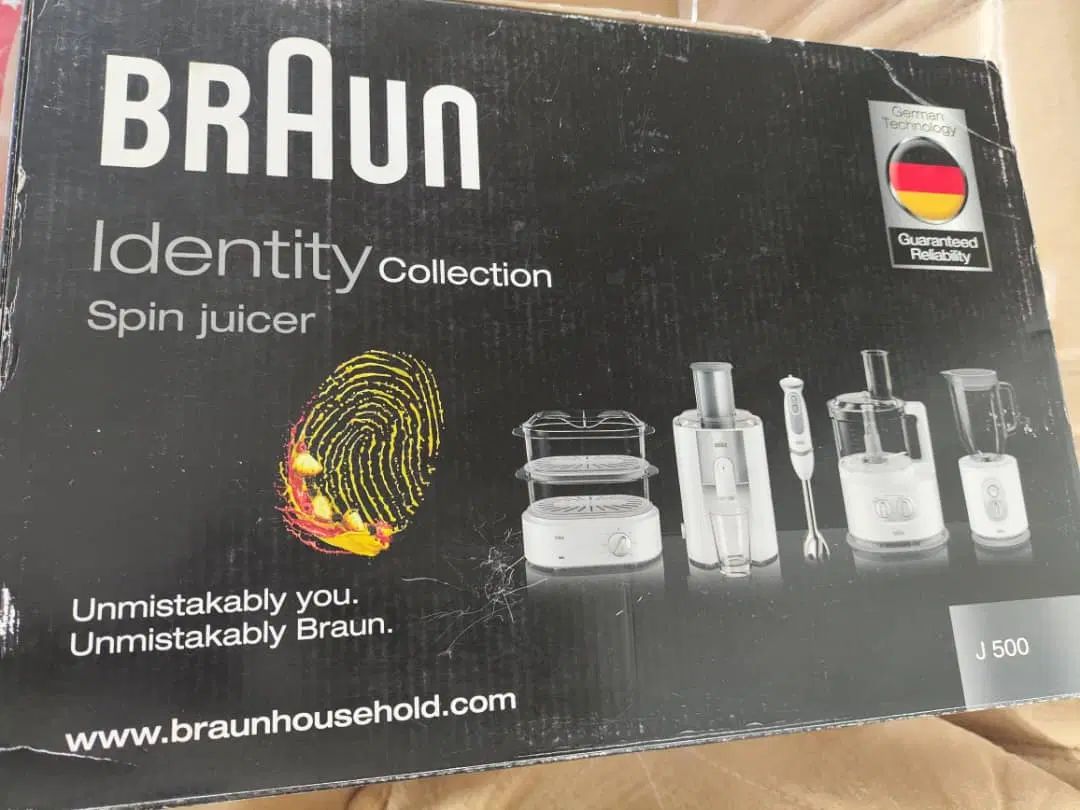 BRAUN
Identity Collection
Spin juicer
German
Technology
Guaranteed
Reliability
Unmistakably you.
Unmistakably Braun.
www.braunhousehold.com
J 500